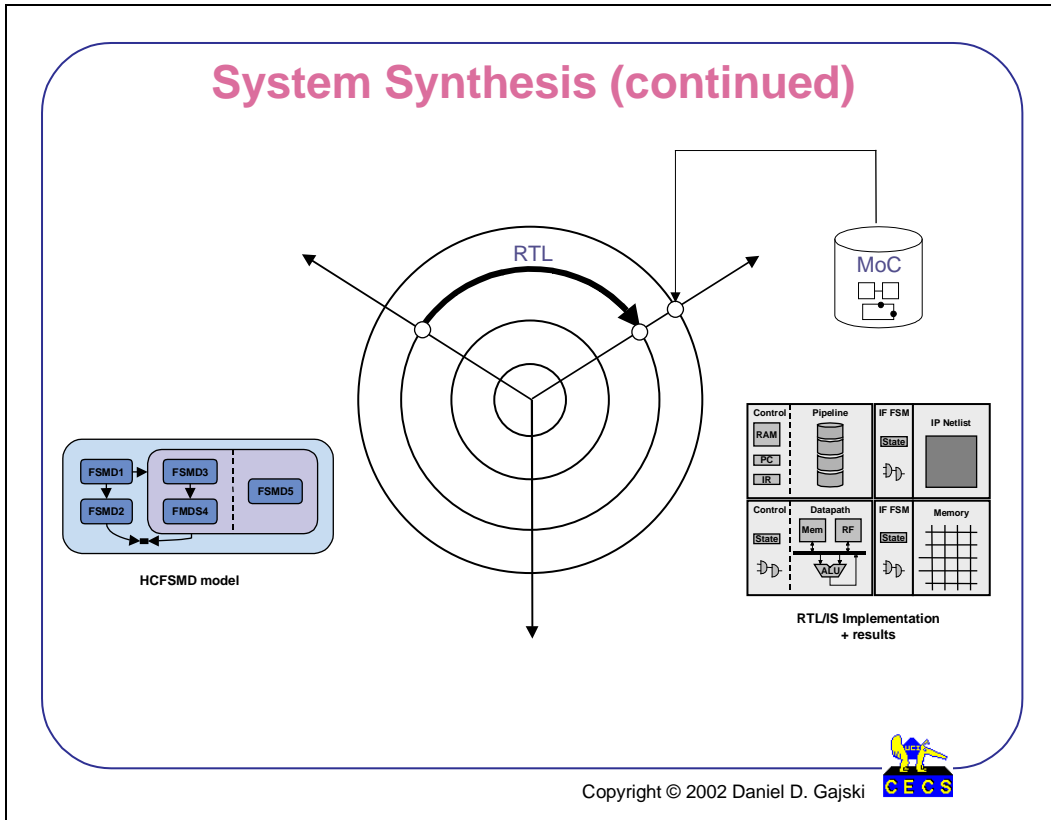 System Synthesis (continued)
RTL
MoC
FSMD1
FSMD2
FSMD3
FMDS4
FSMD5
HCFSMD model
Control
Pipeline
IF FSM
IP Netlist
RAM
State
PC
IR
Control
Datapath
IF FSM
Memory
State
Mem
RF
State
ALU
RTL/IS Implementation
+ results
Copyright © 2002 Daniel D. Gajski
UCI
CECS